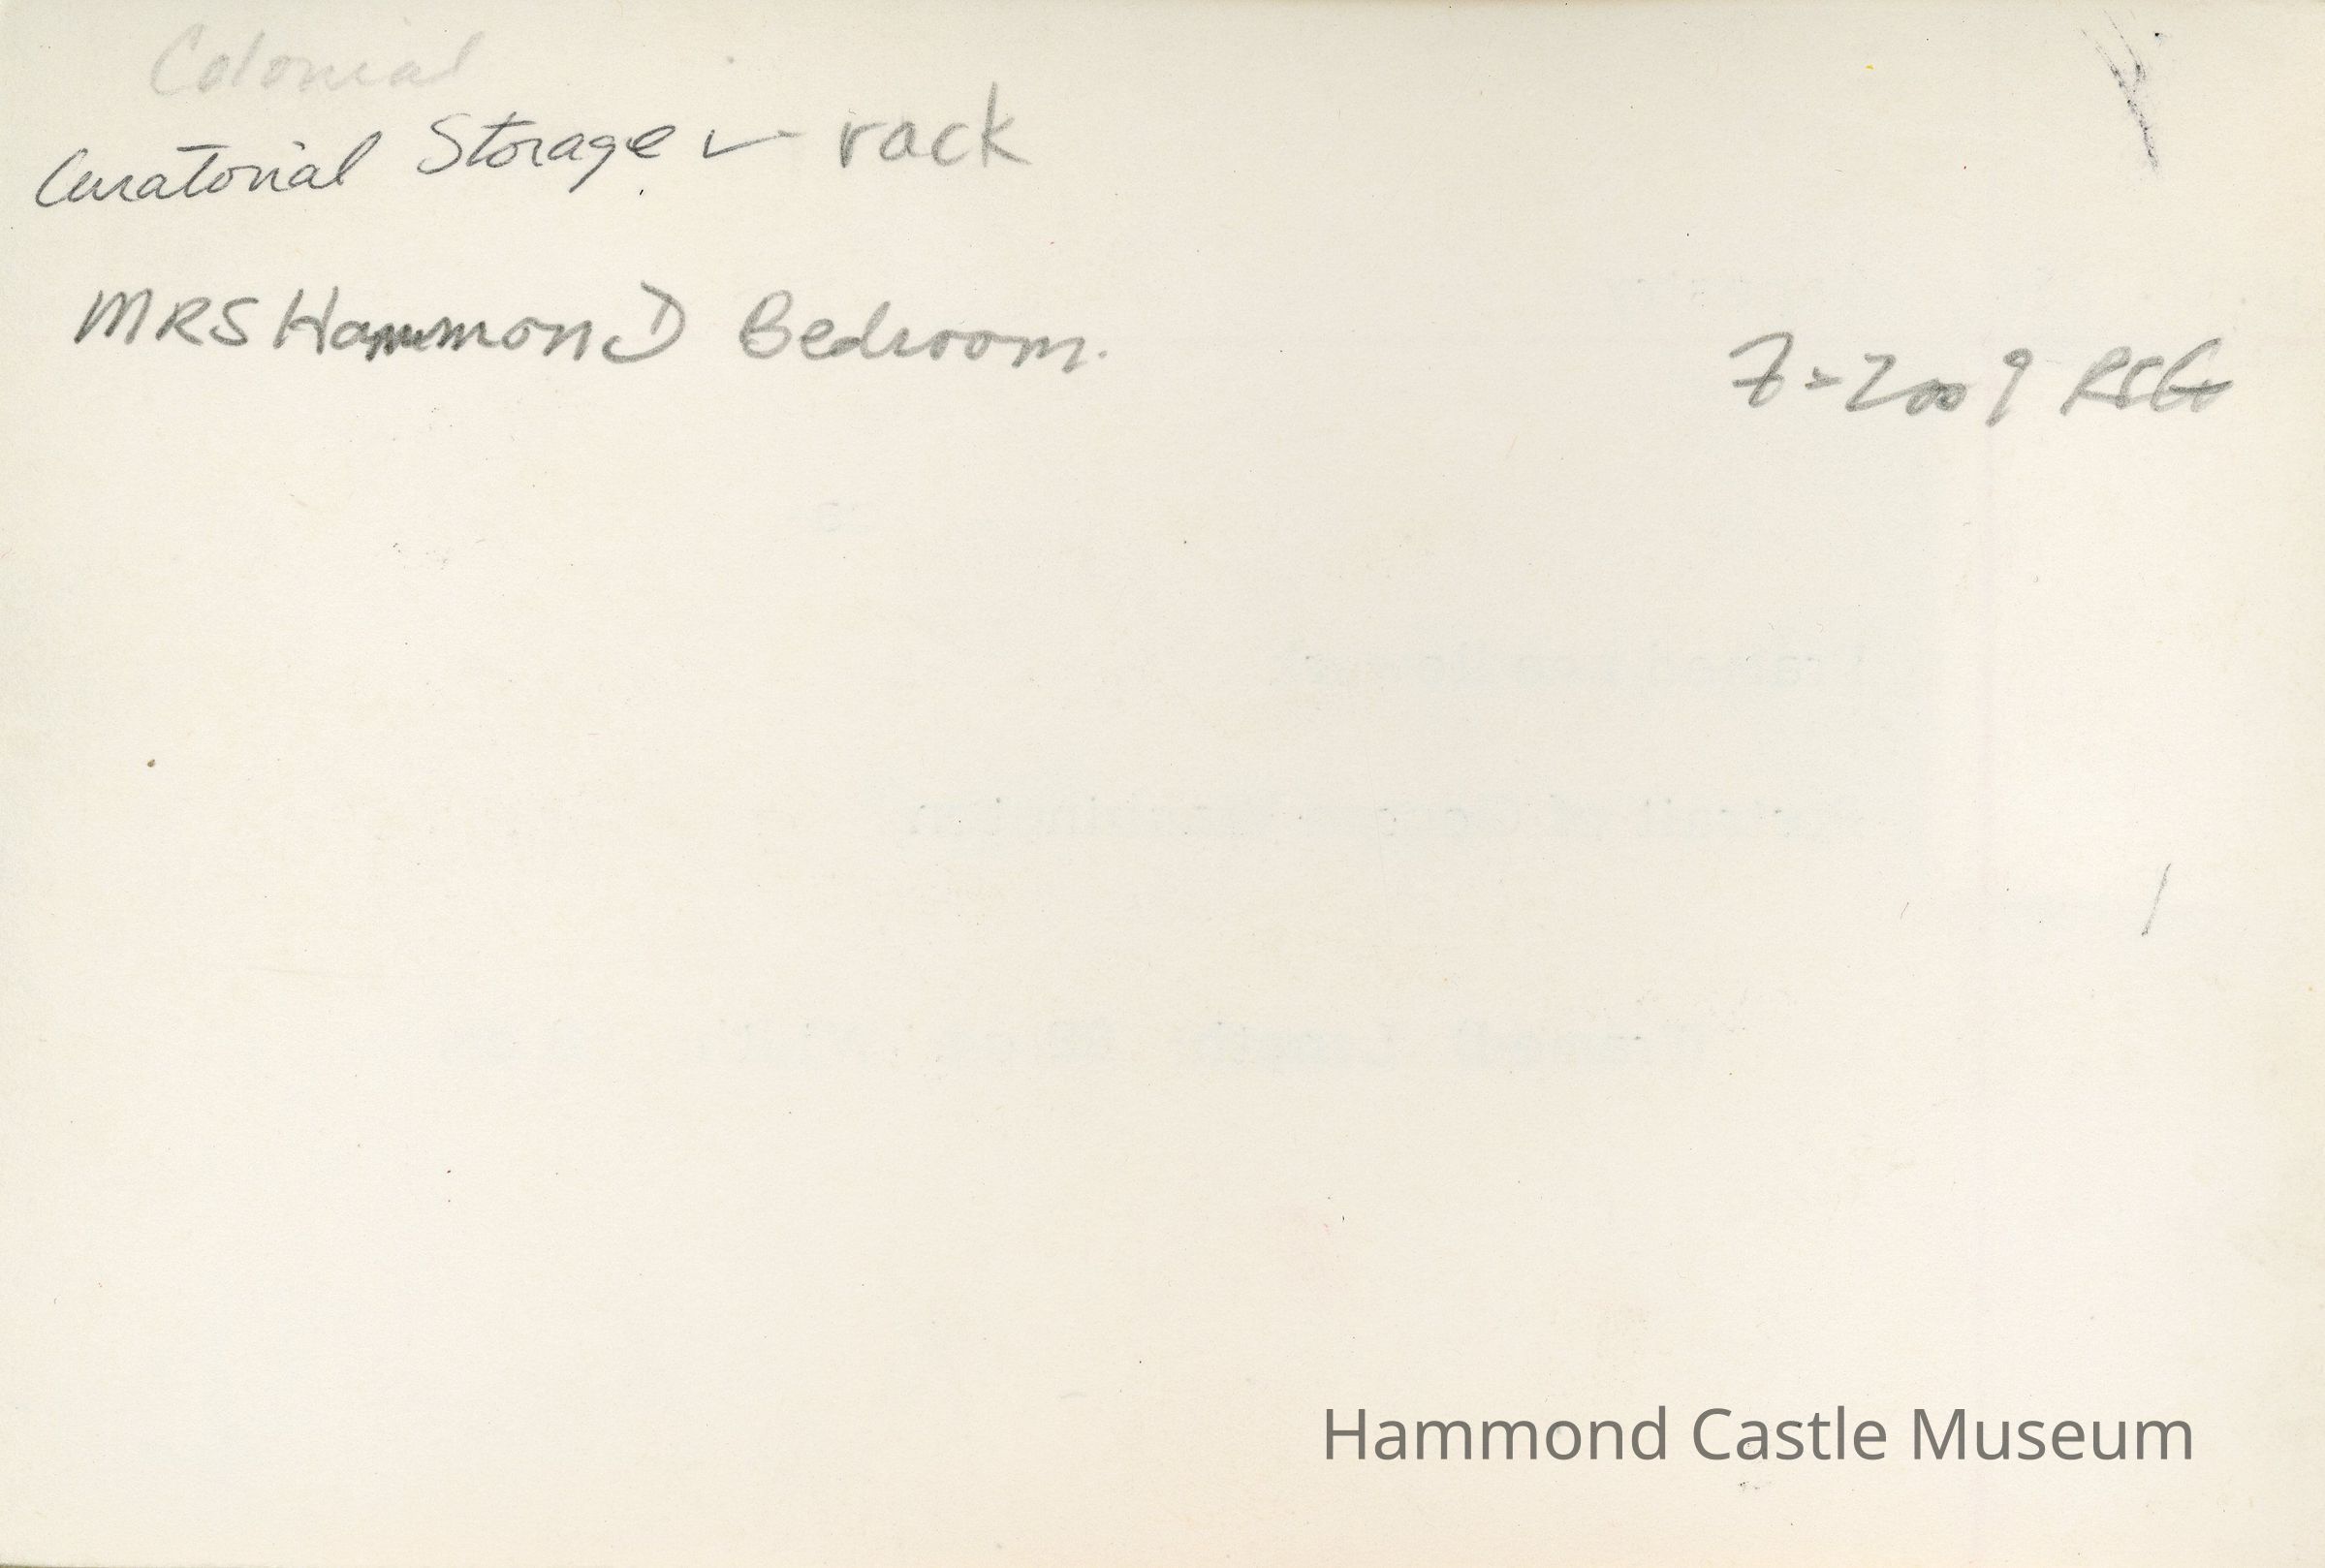 Colonial
Curatorial Storage ✓ rack
MRS HammonD Bedroom.
7-2009 RSG
Hammond Castle Museum